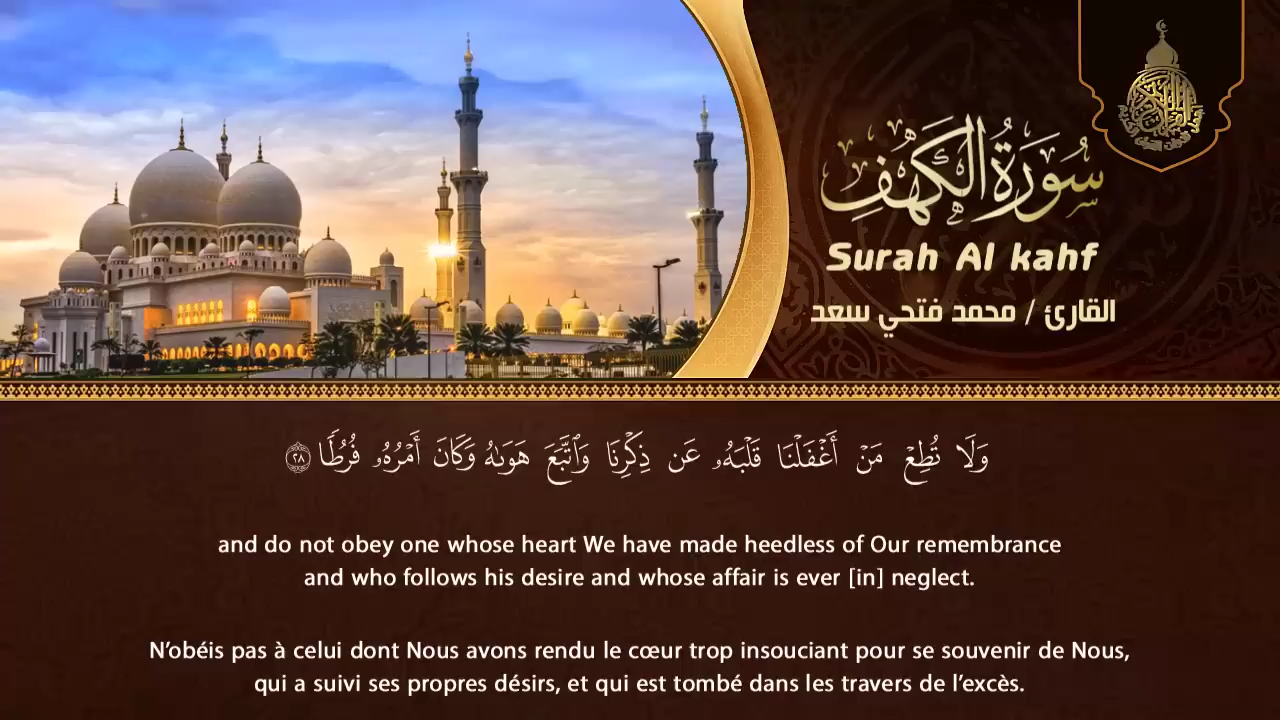 سُورَةُ الكَهْفِ
Surah Al kahf
القارئ / محمد فتحي سعد
وَلَا تُطِعْ مَنْ أَغْفَلْنَا قَلْبَهُۥ عَن ذِكْرِنَا وَٱتَّبَعَ هَوَىٰهُ وَكَانَ أَمْرُهُۥ فُرُطًا ٢٨
and do not obey one whose heart We have made heedless of Our remembrance
and who follows his desire and whose affair is ever [in] neglect.
N’obéis pas à celui dont Nous avons rendu le cœur trop insouciant pour se souvenir de Nous,
qui a suivi ses propres désirs, et qui est tombé dans les travers de l’excès.